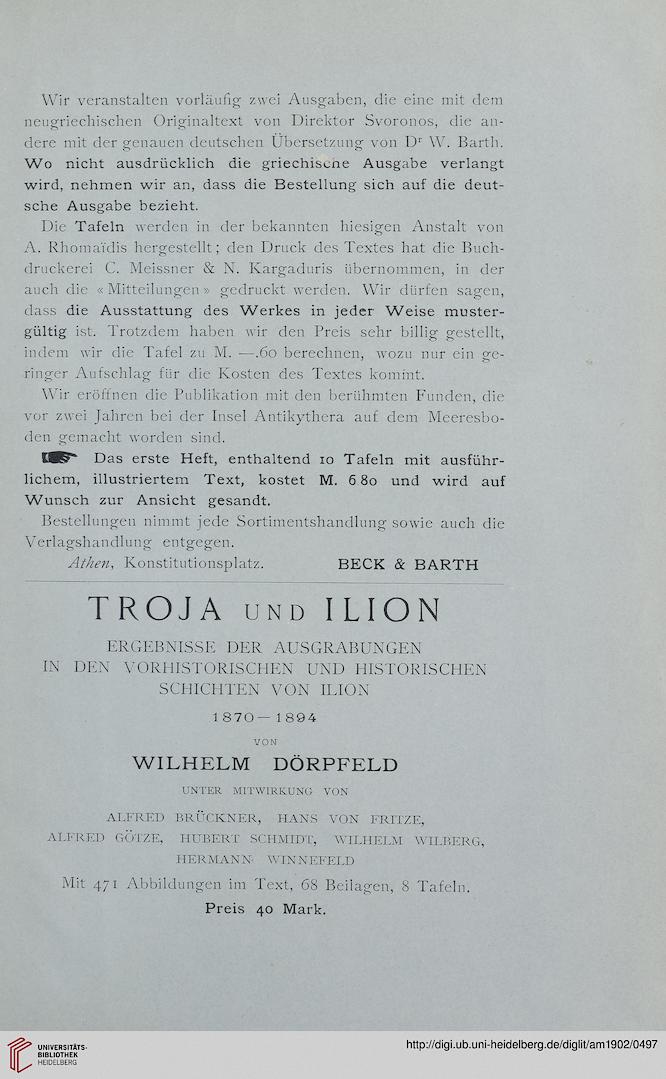 Wir veranstalten vorläufig zwei Ausgaben, die eine mit dem
neugriechischen Originaltext von Direktor Svoronos, die an-
dere mit der genauen deutschen Übersetzung von Dr W. Barth.
Wo nicht ausdrücklich die griechische Ausgabe verlangt
wird, nehmen wir an, dass die Bestellung sich auf die deut-
sche Ausgabe bezieht.
Die Tafeln werden in der bekannten hiesigen Anstalt von
A. Rhomaïdis hergestellt; den Druck des Textes hat die Buch-
druckerei C. Meissner & N. Kargaduris übernommen, in der
auch die «Mitteilungen» gedruckt werden. Wir dürfen sagen,
dass die Ausstattung des Werkes in jeder Weise muster-
gültig ist. Trotzdem haben wir den Preis sehr billig gestellt,
indem wir die Tafel zu M. —.60 berechnen, wozu nur ein ge-
ringer Aufschlag für die Kosten des Textes kommt.
Wir eröffnen die Publikation mit den berühmten Funden, die
vor zwei Jahren bei der Insel Antikythera auf dem Meeresbo-
den gemacht worden sind.
☛ Das erste Heft, enthaltend 10 Tafeln mit ausführ-
lichem, illustriertem Text, kostet M. 6 80 und wird auf
Wunsch zur Ansicht gesandt.
Bestellungen nimmt jede Sortimentshandlung sowie auch die
Verlagshandlung entgegen.
Athen, Konstitutionsplatz. BECK & BARTH
TROJA UND ILION
ERGEBNISSE DER AUSGRABUNGEN
IN DEN VORHISTORISCHEN UND HISTORISCHEN
SCHICHTEN VON ILION
1870—1894
VON
WILHELM DÖRPFELD
UNTER MITWIRKUNG VON
ALFRED BRÜCKNER, HANS VON FRITZE,
ALFRED GÖTZE, HUBERT SCHMIDT, WILHELM WILBERG,
HERMANN WINNEFELD
Mit 471 Abbildungen im Text, 68 Beilagen, 8 Tafeln.
Preis 40 Mark.
UNIVERSITÄTS-
BIBLIOTHEK
HEIDELBERG
http://digi.ub.uni-heidelberg.de/diglit/am1902/0497